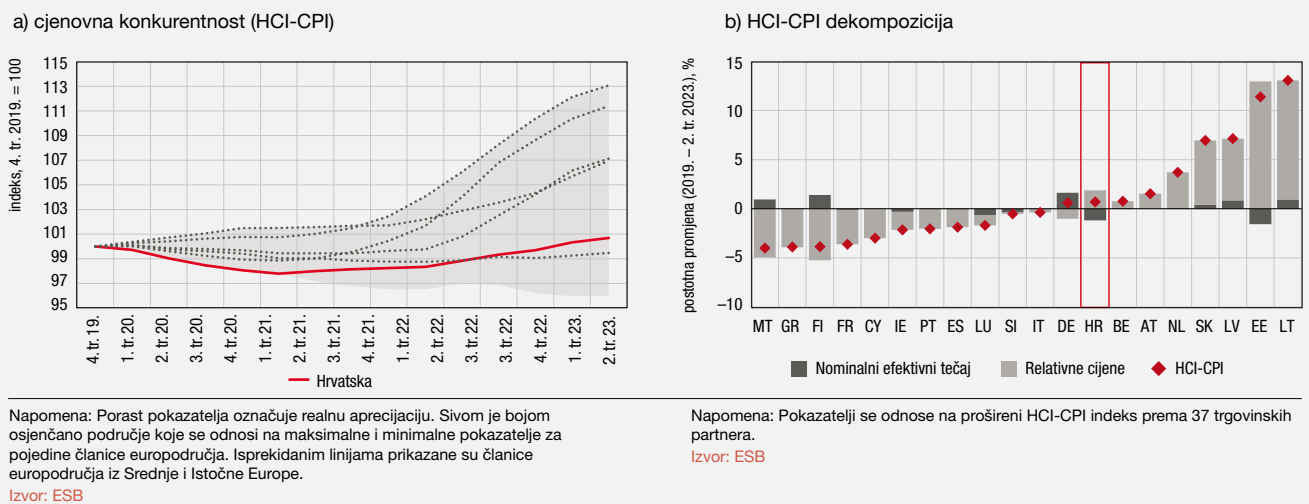 a) cjenovna konkurentnost (HCI-CPI)
indeks, 4. tr. 2019. = 100
115
113
111
109
107
105
103
101
99
97
95
4. tr. 19.
1. tr. 20.
2. tr. 20.
3. tr. 20.
4. tr. 20.
1. tr. 21.
2. tr. 21.
3. tr. 21.
4. tr. 21.
1. tr. 22.
2. tr. 22.
3. tr. 22.
4. tr. 22.
1. tr. 23.
2. tr. 23.
Hrvatska
Napomena: Porast pokazatelja označuje realnu aprecijaciju. Sivom je bojom
osjenčano područje koje se odnosi na maksimalne i minimalne pokazatelje za
pojedine članice europodručja. Isprekidanim linijama prikazane su članice
europodručja iz Srednje i Istočne Europe.
Izvor: ESB
b) HCI-CPI dekompozicija
postotna promjena (2019. – 2. tr. 2023.), %
15
10
5
0
–5
–10
MT GR FI FR CY IE PT ES LU SI IT DE HR BE AT NL SK LV EE LT
Nominalni efektivni tečaj Relativne cijene HCI-CPI
Napomena: Pokazatelji se odnose na prošireni HCI-CPI indeks prema 37 trgovinskih
partnera.
Izvor: ESB